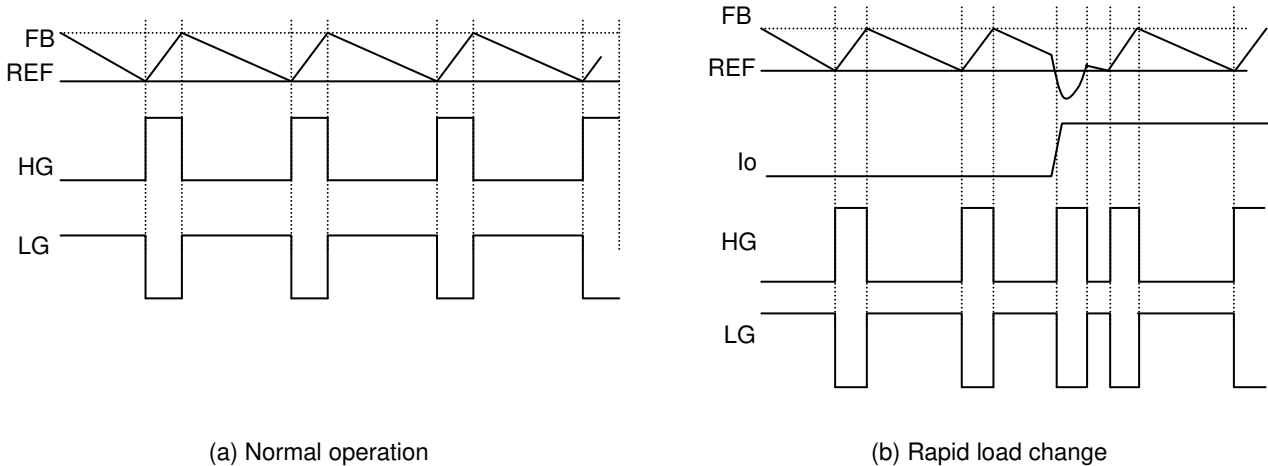 FB
REF
HG
LG
(a) Normal operation
FB
REF
Io
HG
LG
(b) Rapid load change